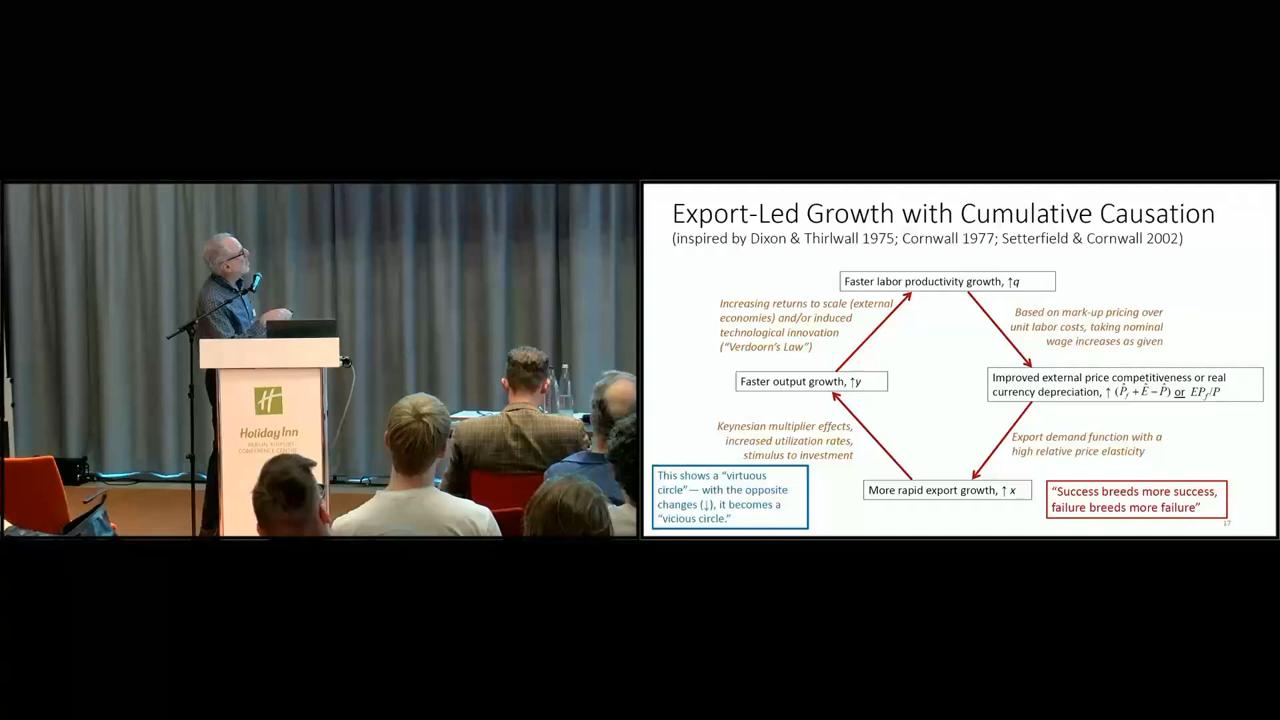 Holiday Inn
BERLIN AIRPORT
CONFERENCE CENTRE
Export-Led Growth with Cumulative Causation
(inspired by Dixon & Thirlwall 1975; Cornwall 1977; Setterfield & Cornwall 2002)
Faster labor productivity growth, ↑q
Increasing returns to scale (external
economies) and/or induced
technological innovation
("Verdoorn's Law")
Based on mark-up pricing over
unit labor costs, taking nominal
wage increases as given
Faster output growth, ↑y
Improved external price competitiveness or real
currency depreciation, ↑ (P̂f + Ê − P̂) or EPf/P
Keynesian multiplier effects,
increased utilization rates,
stimulus to investment
Export demand function with a
high relative price elasticity
This shows a "virtuous
circle"— with the opposite
changes (↓), it becomes a
"vicious circle."
More rapid export growth, ↑ x
"Success breeds more success,
failure breeds more failure"
17